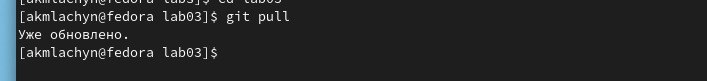 [akmlachyn@fedora lab03]$ git pull
Уже обновлено.
[akmlachyn@fedora lab03]$